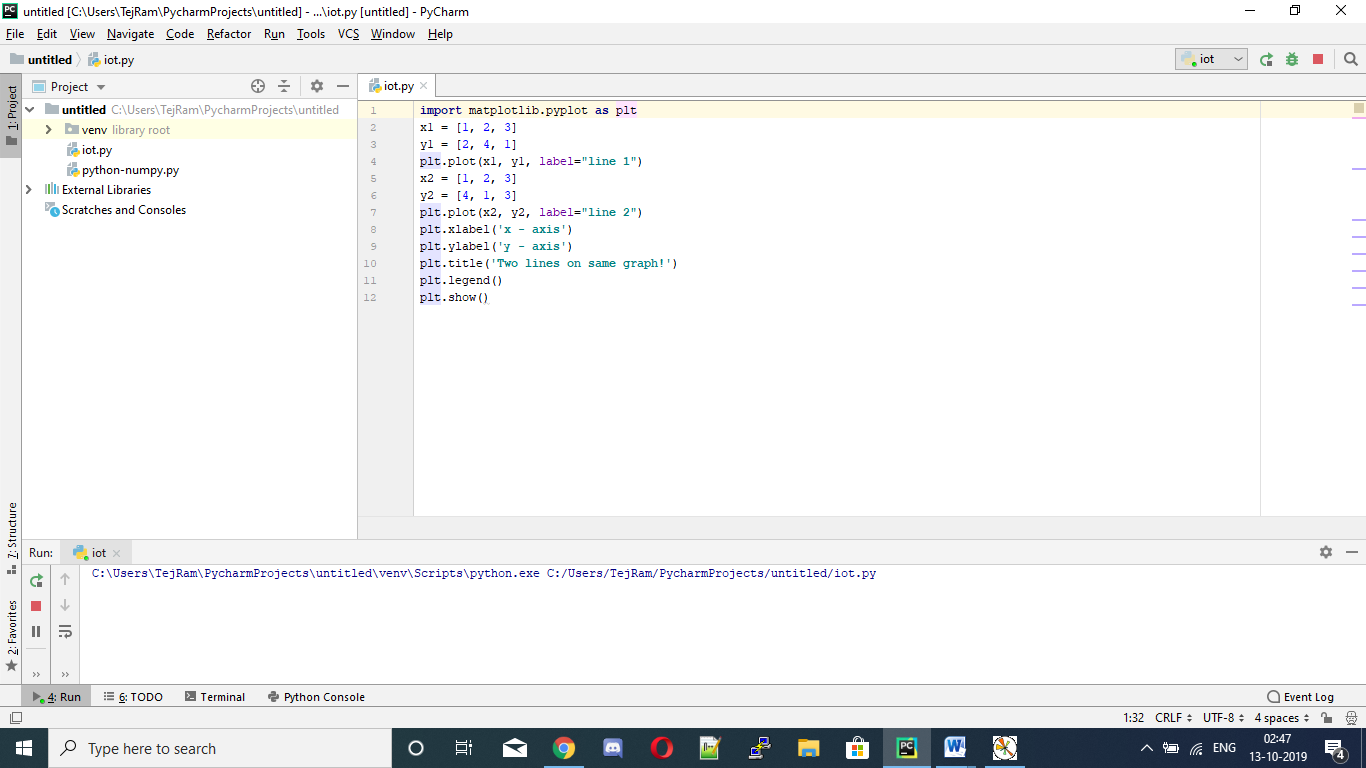 untitled [C:\Users\TejRam\PycharmProjects\untitled] - ...\iot.py [untitled] - PyCharm
File Edit View Navigate Code Refactor Run Tools VCS Window Help
untitled iot.py iot
Project
iot.py
1: Project
untitled C:\Users\TejRam\PycharmProjects\untitled
venv library root
iot.py
python-numpy.py
External Libraries
Scratches and Consoles
1 import matplotlib.pyplot as plt
2 x1 = [1, 2, 3]
3 y1 = [2, 4, 1]
4 plt.plot(x1, y1, label="line 1")
5 x2 = [1, 2, 3]
6 y2 = [4, 1, 3]
7 plt.plot(x2, y2, label="line 2")
8 plt.xlabel('x - axis')
9 plt.ylabel('y - axis')
10 plt.title('Two lines on same graph!')
11 plt.legend()
12 plt.show()
7: Structure
2: Favorites
Run: iot
C:\Users\TejRam\PycharmProjects\untitled\venv\Scripts\python.exe C:/Users/TejRam/PycharmProjects/untitled/iot.py
4: Run 6: TODO Terminal Python Console Event Log
1:32 CRLF UTF-8 4 spaces
Type here to search
ENG
02:47
13-10-2019
4